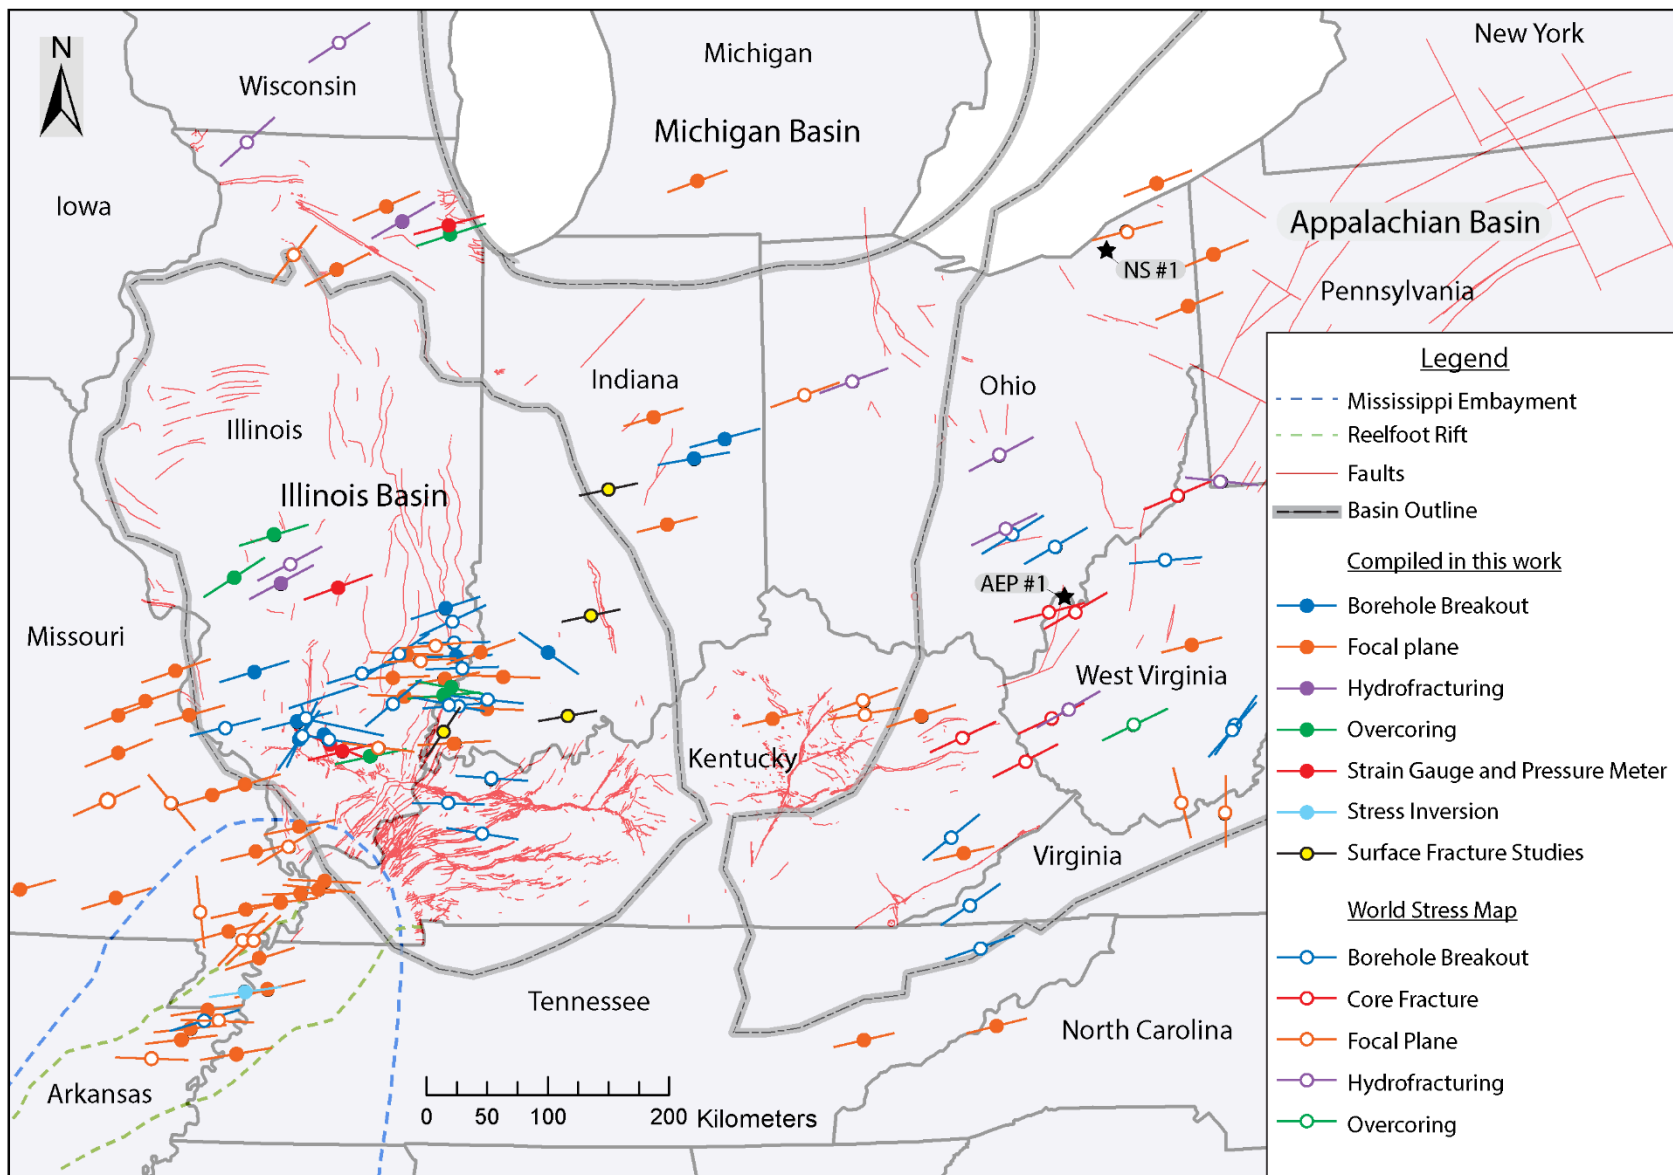 N
Wisconsin
Michigan
New York
Michigan Basin
Iowa
Appalachian Basin
NS #1
Pennsylvania
Indiana
Ohio
Illinois
Illinois Basin
AEP #1
Missouri
West Virginia
Kentucky
Virginia
Tennessee
North Carolina
Arkansas
0 50 100 200 Kilometers
Legend
Mississippi Embayment
Reelfoot Rift
Faults
Basin Outline
Compiled in this work
Borehole Breakout
Focal plane
Hydrofracturing
Overcoring
Strain Gauge and Pressure Meter
Stress Inversion
Surface Fracture Studies
World Stress Map
Borehole Breakout
Core Fracture
Focal Plane
Hydrofracturing
Overcoring